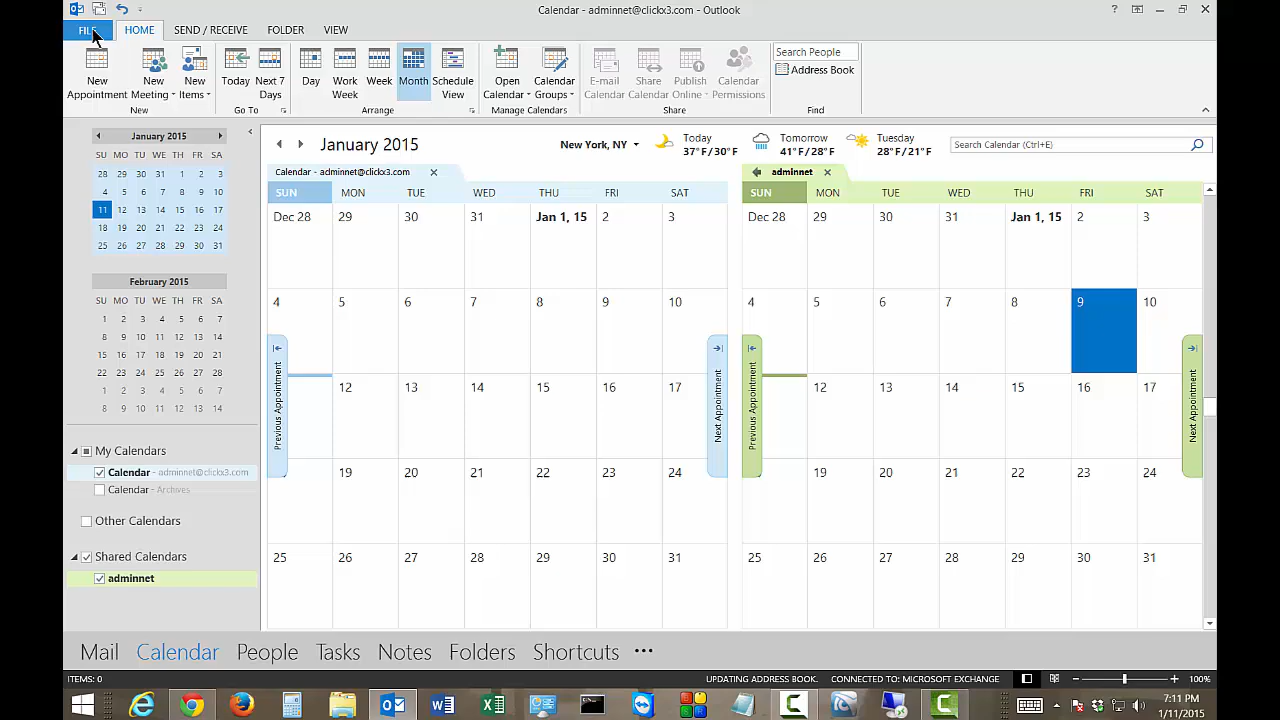 Calendar - adminnet@clickx3.com - Outlook
FILE HOME SEND / RECEIVE FOLDER VIEW
New Appointment
New Meeting
New Items
New
Today
Next 7 Days
Go To
Day
Work Week
Week
Month
Schedule View
Arrange
Open Calendar
Calendar Groups
Manage Calendars
E-mail Calendar
Share Calendar
Publish Online
Calendar Permissions
Share
Search People
Address Book
Find
January 2015
SU MO TU WE TH FR SA
28 29 30 31 1 2 3
4 5 6 7 8 9 10
11 12 13 14 15 16 17
18 19 20 21 22 23 24
25 26 27 28 29 30 31
February 2015
SU MO TU WE TH FR SA
1 2 3 4 5 6 7
8 9 10 11 12 13 14
15 16 17 18 19 20 21
22 23 24 25 26 27 28
1 2 3 4 5 6 7
8 9 10 11 12 13 14
My Calendars
Calendar - adminnet@clickx3.com
Calendar - Archives
Other Calendars
Shared Calendars
adminnet
January 2015
New York, NY
Today
37°F/30°F
Tomorrow
41°F/28°F
Tuesday
28°F/21°F
Search Calendar (Ctrl+E)
Calendar - adminnet@clickx3.com
SUN MON TUE WED THU FRI SAT
Dec 28 29 30 31 Jan 1, 15 2 3
4 5 6 7 8 9 10
12 13 14 15 16 17
19 20 21 22 23 24
25 26 27 28 29 30 31
Previous Appointment
Next Appointment
adminnet
SUN MON TUE WED THU FRI SAT
Dec 28 29 30 31 Jan 1, 15 2 3
4 5 6 7 8 9 10
12 13 14 15 16 17
19 20 21 22 23 24
25 26 27 28 29 30 31
Previous Appointment
Next Appointment
Mail Calendar People Tasks Notes Folders Shortcuts •••
ITEMS: 0
UPDATING ADDRESS BOOK. CONNECTED TO: MICROSOFT EXCHANGE
100%
7:11 PM
1/11/2015